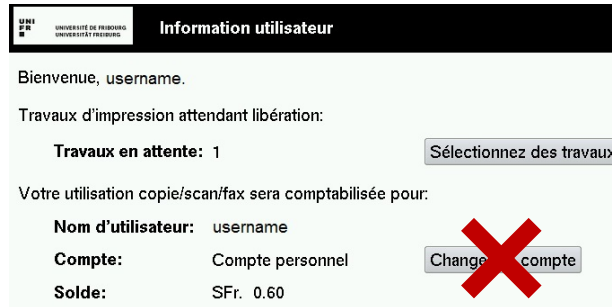 UNI
FR
UNIVERSITÉ DE FRIBOURG
UNIVERSITÄT FREIBURG
Information utilisateur
Bienvenue, username.
Travaux d'impression attendant libération:
Travaux en attente: 1 Sélectionnez des travaux
Votre utilisation copie/scan/fax sera comptabilisée pour:
Nom d'utilisateur: username
Compte: Compte personnel Change compte
Solde: SFr. 0.60